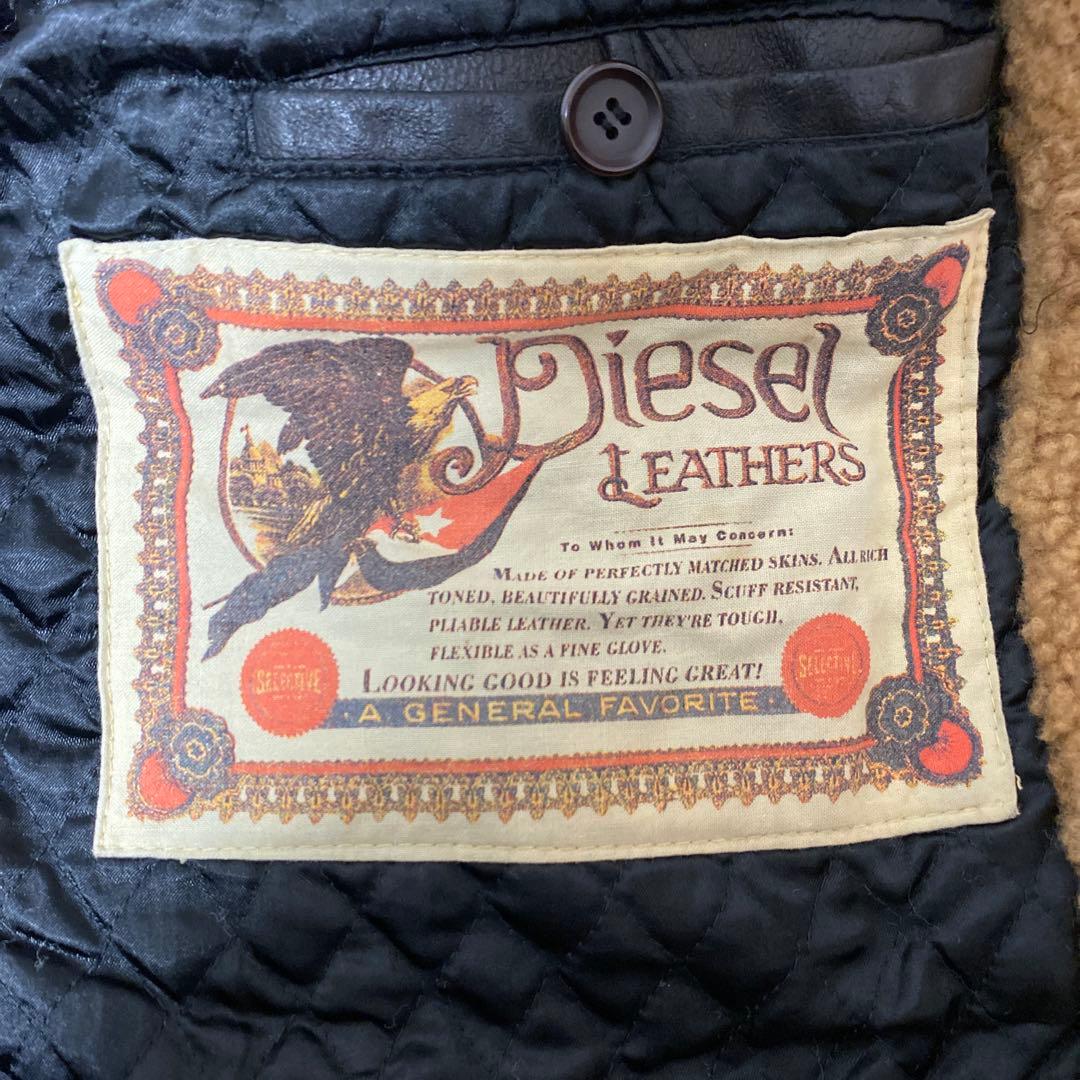 Diesel
LEATHERS
To Whom It May Concern:
MADE OF PERFECTLY MATCHED SKINS. ALL RICH
TONED, BEAUTIFULLY GRAINED. SCUFF RESISTANT,
PLIABLE LEATHER. YET THEY'RE TOUGH,
FLEXIBLE AS A FINE GLOVE.
LOOKING GOOD IS FEELING GREAT!
SELECTIVE
SELECTIVE
· A GENERAL FAVORITE ·